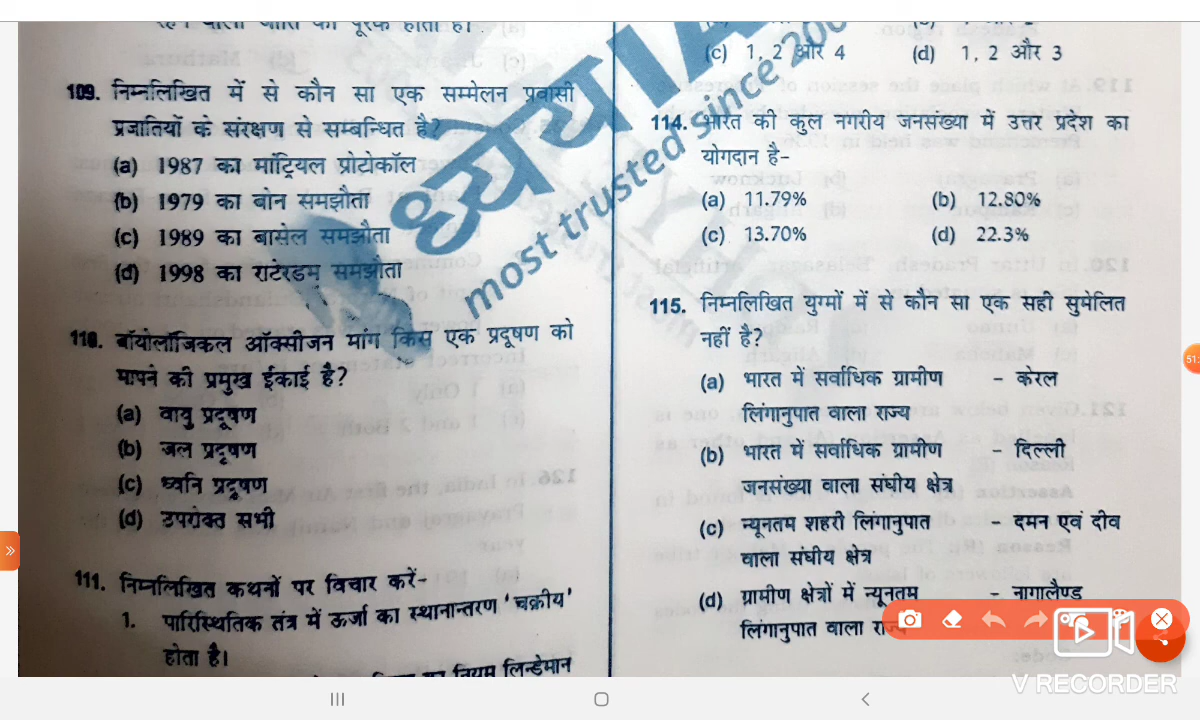 109. निम्नलिखित में से कौन सा एक सम्मेलन प्रवासी
प्रजातियों के संरक्षण से सम्बन्धित है?
(a) 1987 का मॉट्रियल प्रोटोकॉल
(b) 1979 का बोन समझौता
(c) 1989 का बासेल समझौता
(d) 1998 का राटेरडम समझौता
110. बॉयोलॉजिकल ऑक्सीजन मांग किस एक प्रदूषण को
मापने की प्रमुख ईकाई है?
(a) वायु प्रदूषण
(b) जल प्रदूषण
(c) ध्वनि प्रदूषण
(d) उपरोक्त सभी
111. निम्नलिखित कथनों पर विचार करें-
1. पारिस्थितिक तंत्र में ऊर्जा का स्थानान्तरण 'चक्रीय'
होता है।
नियम लिन्डेमान
(c) 1, 2 और 4 (d) 1, 2 और 3
114. भारत की कुल नगरीय जनसंख्या में उत्तर प्रदेश का
योगदान है-
(a) 11.79% (b) 12.80%
(c) 13.70% (d) 22.3%
115. निम्नलिखित युग्मों में से कौन सा एक सही सुमेलित
नहीं है?
(a) भारत में सर्वाधिक ग्रामीण - केरल
लिंगानुपात वाला राज्य
(b) भारत में सर्वाधिक ग्रामीण - दिल्ली
जनसंख्या वाला संघीय क्षेत्र
(c) न्यूनतम शहरी लिंगानुपात - दमन एवं दीव
वाला संघीय क्षेत्र
(d) ग्रामीण क्षेत्रों में न्यूनतम - नागालैण्ड
लिंगानुपात वाला
ध्येय IA
most trusted since 200
V RECORDER